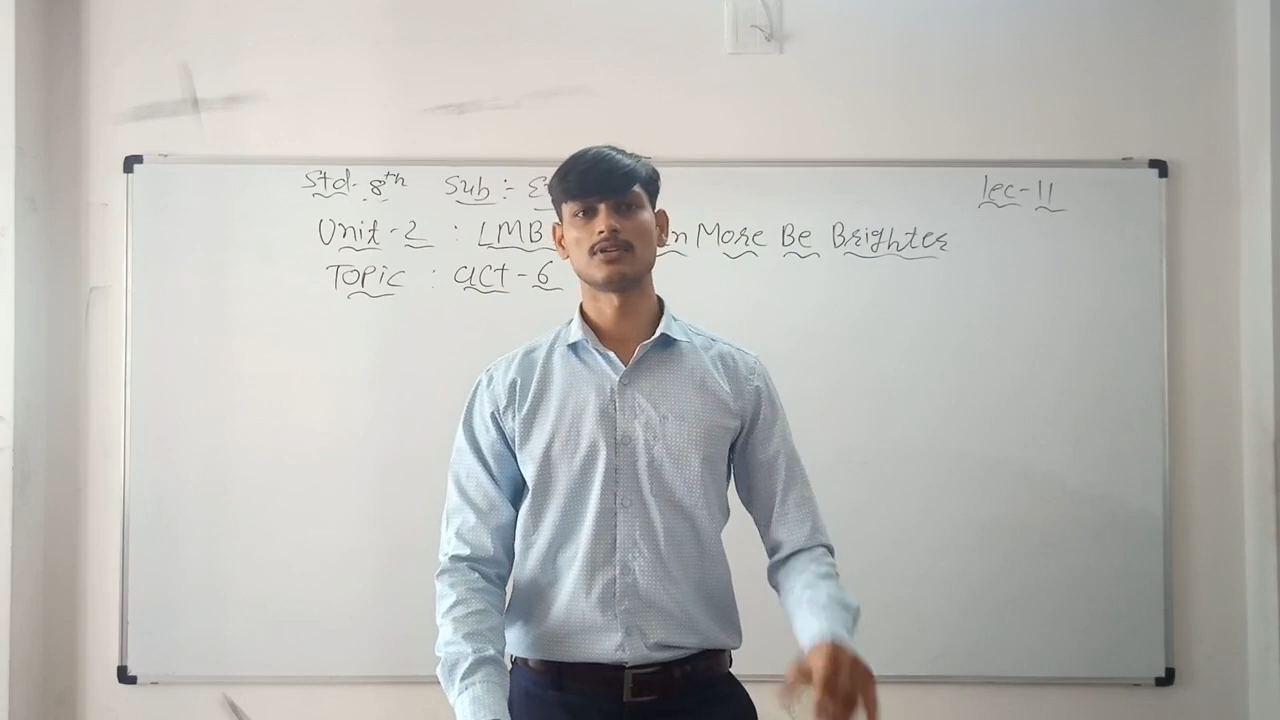 Std. 8th Sub :- lec-11
Unit-2 : LMB More Be Brighter
Topic : act-6